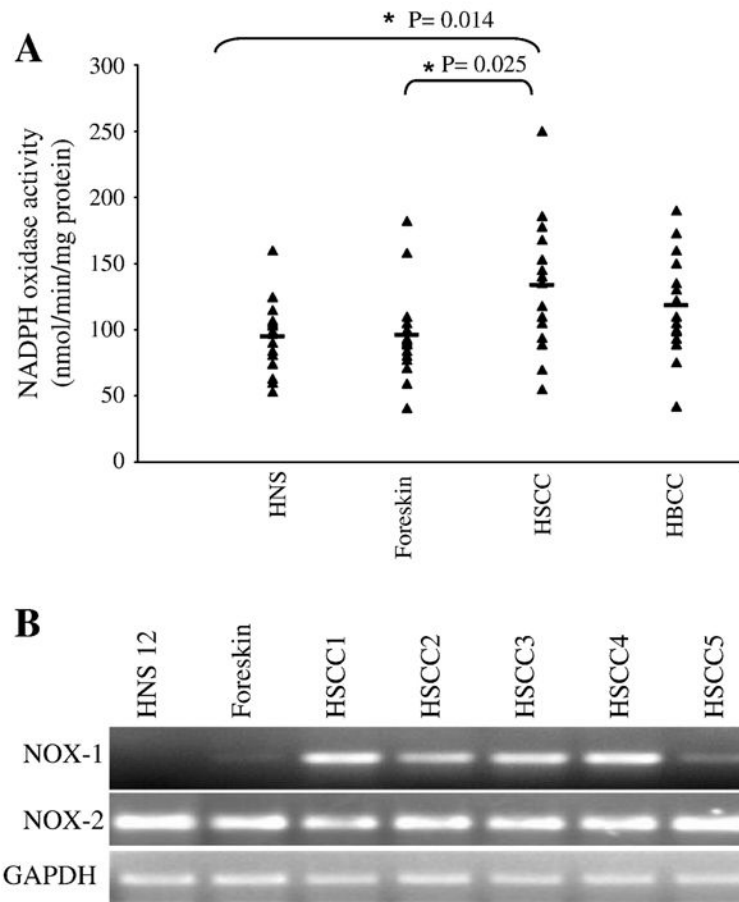 * P= 0.014
A
* P= 0.025
NADPH oxidase activity
(nmol/min/mg protein)
300
250
200
150
100
50
0
HNS
Foreskin
HSCC
HBCC
B
HNS 12
Foreskin
HSCC1
HSCC2
HSCC3
HSCC4
HSCC5
NOX-1
NOX-2
GAPDH